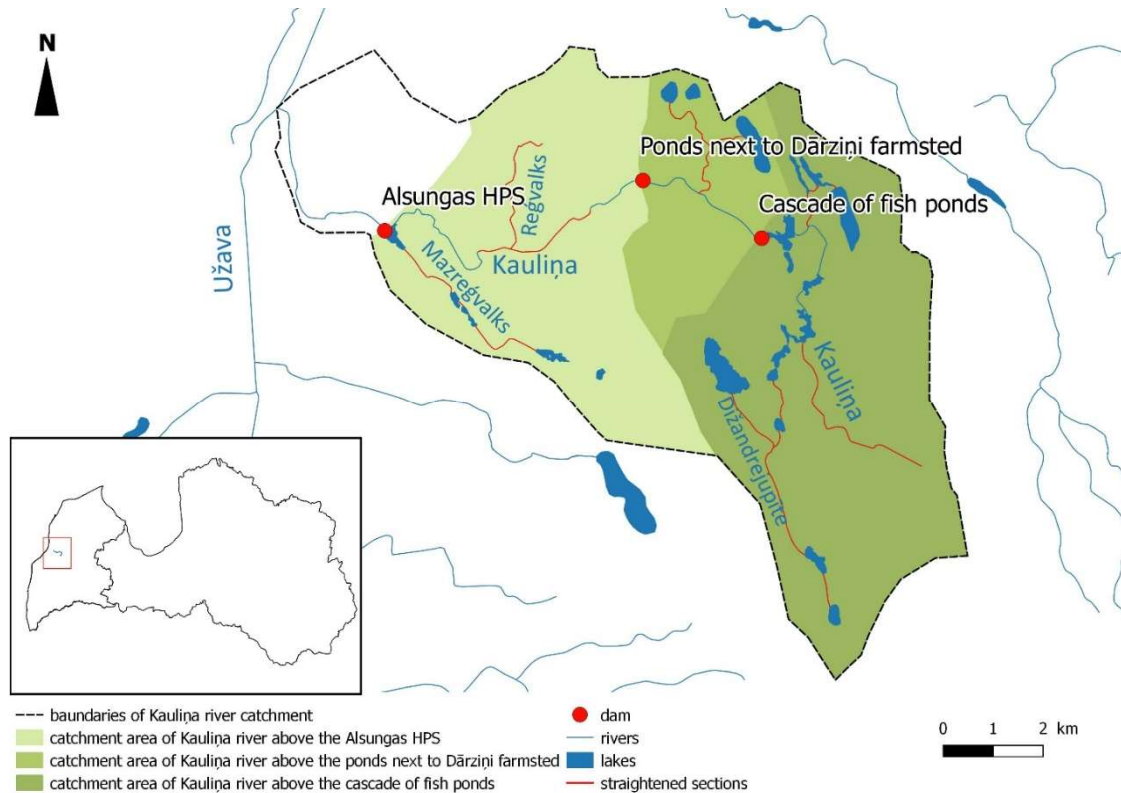 N
Ponds next to Dārziņi farmsted
Alsungas HPS
Cascade of fish ponds
Reģvalks
Kauliņa
Užava
Mazreģvalks
Kauliņa
Dižandrejupīte
baundaries of Kauliņa river catchment
catchment area of Kauliņa river above the Alsungas HPS
catchment area of Kauliņa river above the ponds next to Dārziņi farmsted
catchment area of Kauliņa river above the cascade of fish ponds
dam
rivers
lakes
straightened sections
0 1 2 km